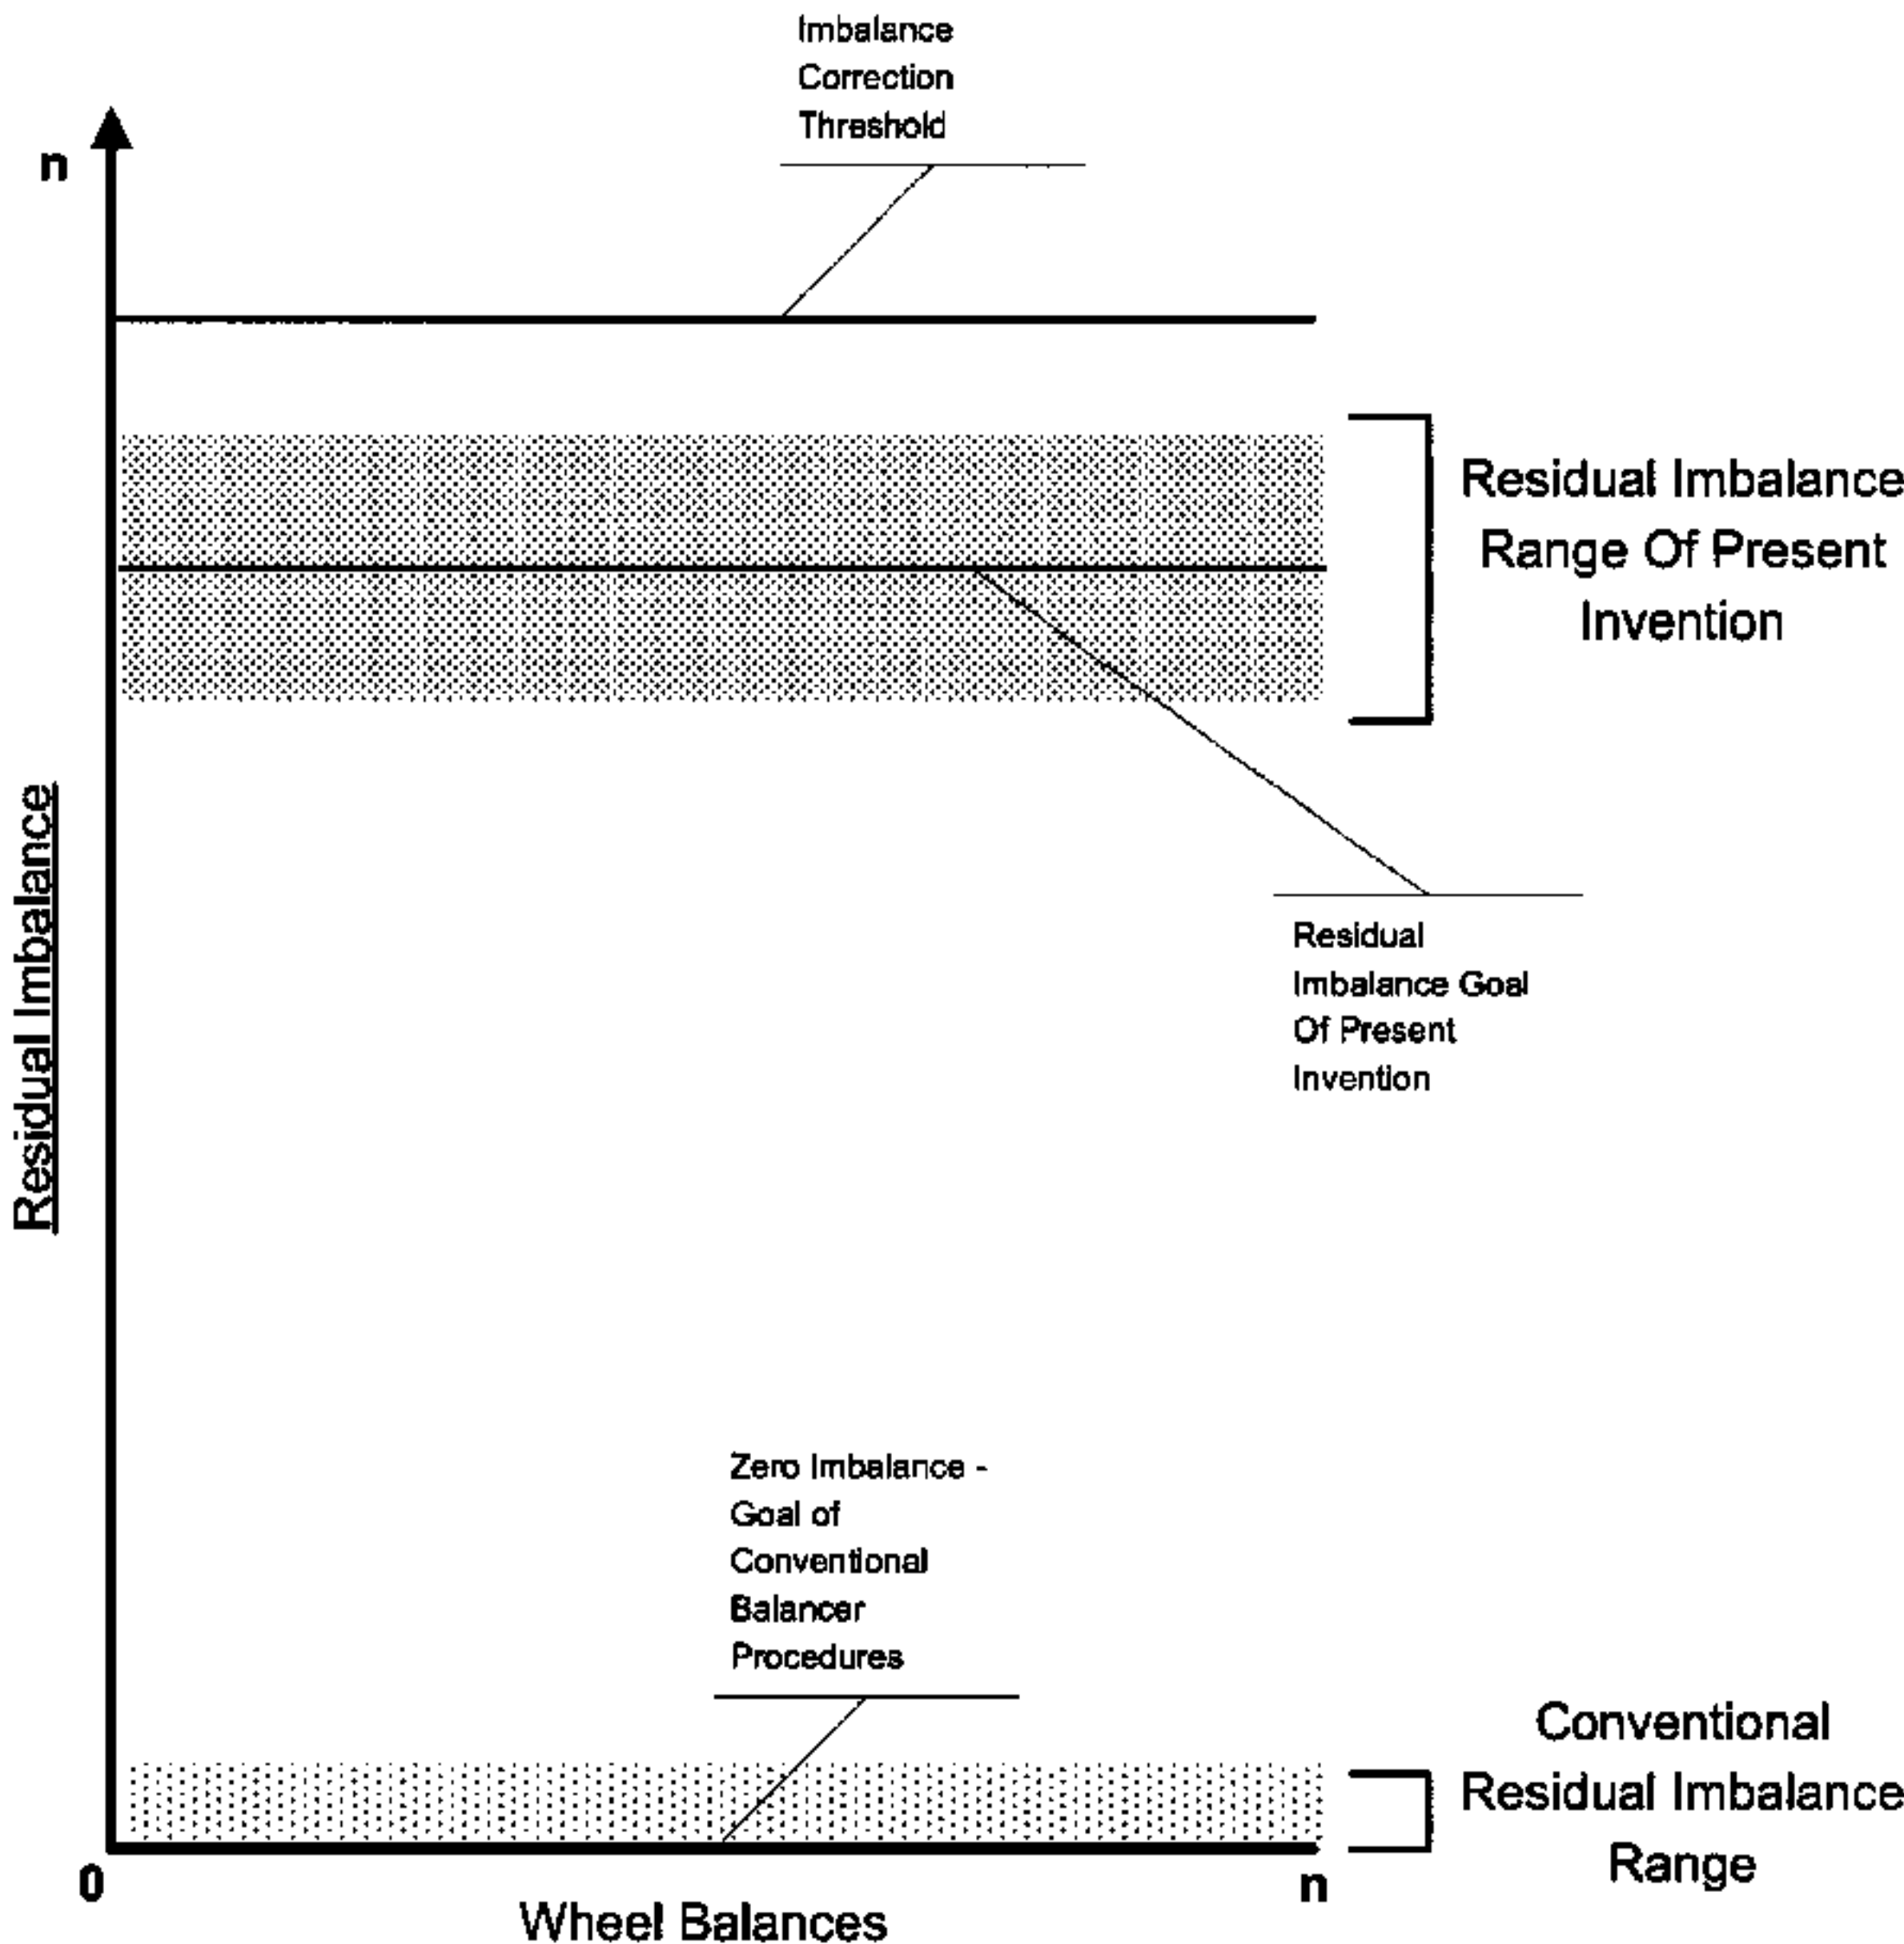 Imbalance
Correction
Threshold
n
Residual Imbalance
Range Of Present
Invention
Residual Imbalance
Residual
Imbalance Goal
Of Present
Invention
Zero Imbalance -
Goal of
Conventional
Balancer
Procedures
Conventional
Residual Imbalance
Range
0
n
Wheel Balances